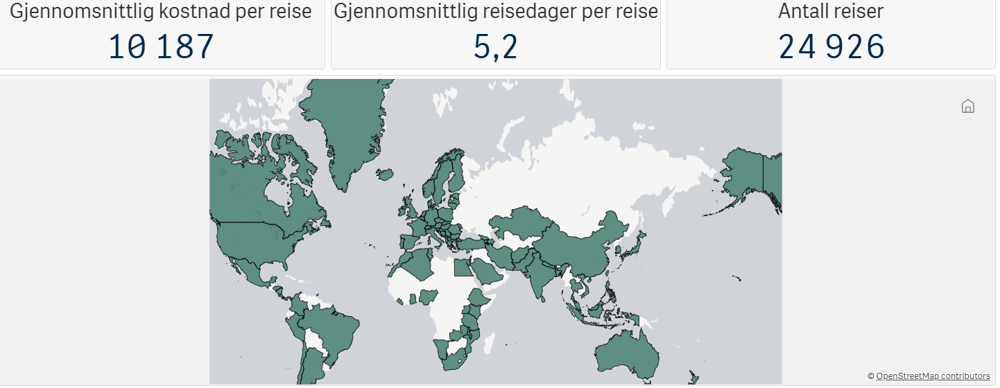 Gjennomsnittlig kostnad per reise
10 187
Gjennomsnittlig reisedager per reise
5,2
Antall reiser
24 926
© OpenStreetMap contributors